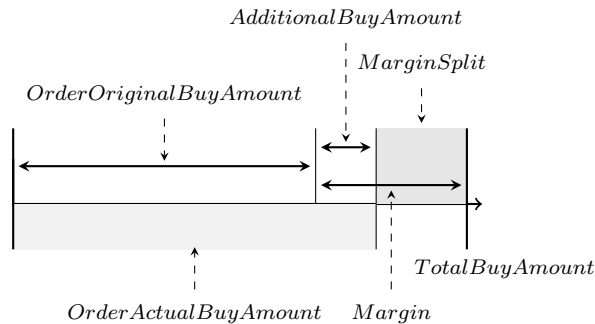 AdditionalBuyAmount
MarginSplit
OrderOriginalBuyAmount
TotalBuyAmount
OrderActualBuyAmount
Margin